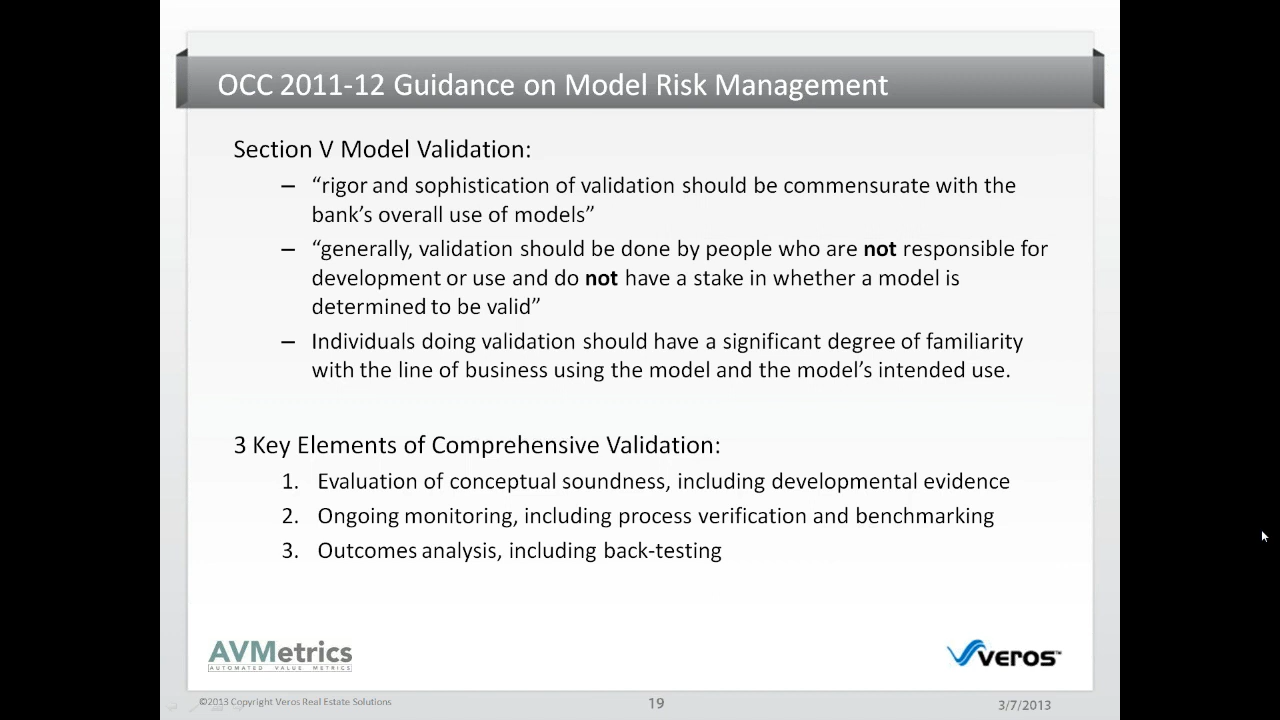 OCC 2011-12 Guidance on Model Risk Management
Section V Model Validation:
– “rigor and sophistication of validation should be commensurate with the
bank’s overall use of models”
– “generally, validation should be done by people who are not responsible for
development or use and do not have a stake in whether a model is
determined to be valid”
– Individuals doing validation should have a significant degree of familiarity
with the line of business using the model and the model’s intended use.
3 Key Elements of Comprehensive Validation:
1. Evaluation of conceptual soundness, including developmental evidence
2. Ongoing monitoring, including process verification and benchmarking
3. Outcomes analysis, including back-testing
AVMetrics
AUTOMATED VALUE METRICS
veros™
©2013 Copyright Veros Real Estate Solutions
19
3/7/2013